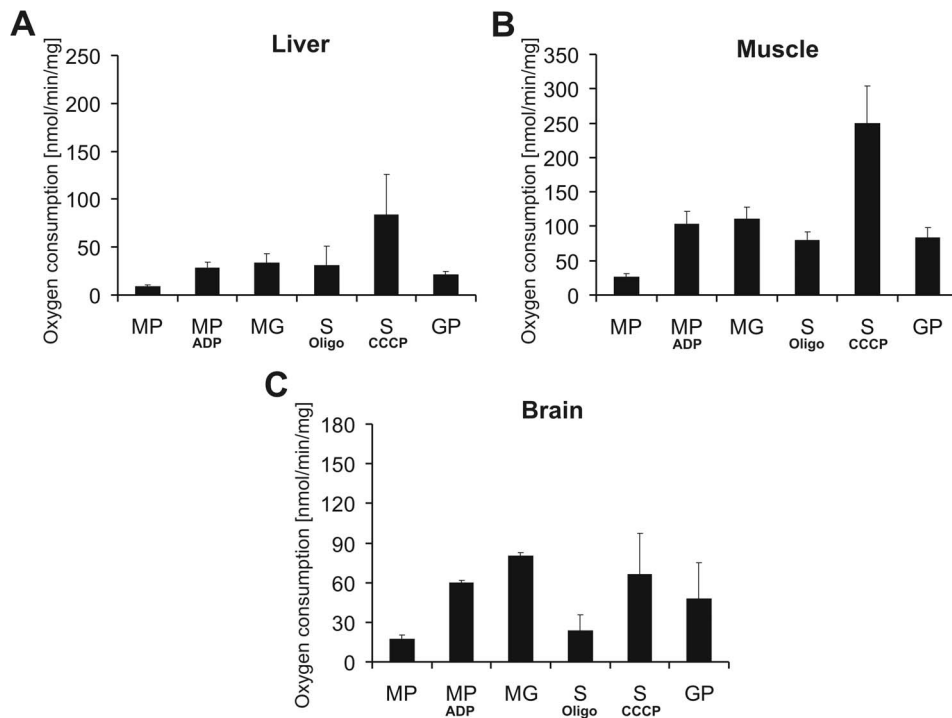 A
Liver
Oxygen consumption [nmol/min/mg]
250
200
150
100
50
0
MP MP MG S S GP
ADP Oligo CCCP
B
Muscle
Oxygen consumption [nmol/min/mg]
350
300
250
200
150
100
50
0
MP MP MG S S GP
ADP Oligo CCCP
C
Brain
Oxygen consumption [nmol/min/mg]
180
150
120
90
60
30
0
MP MP MG S S GP
ADP Oligo CCCP